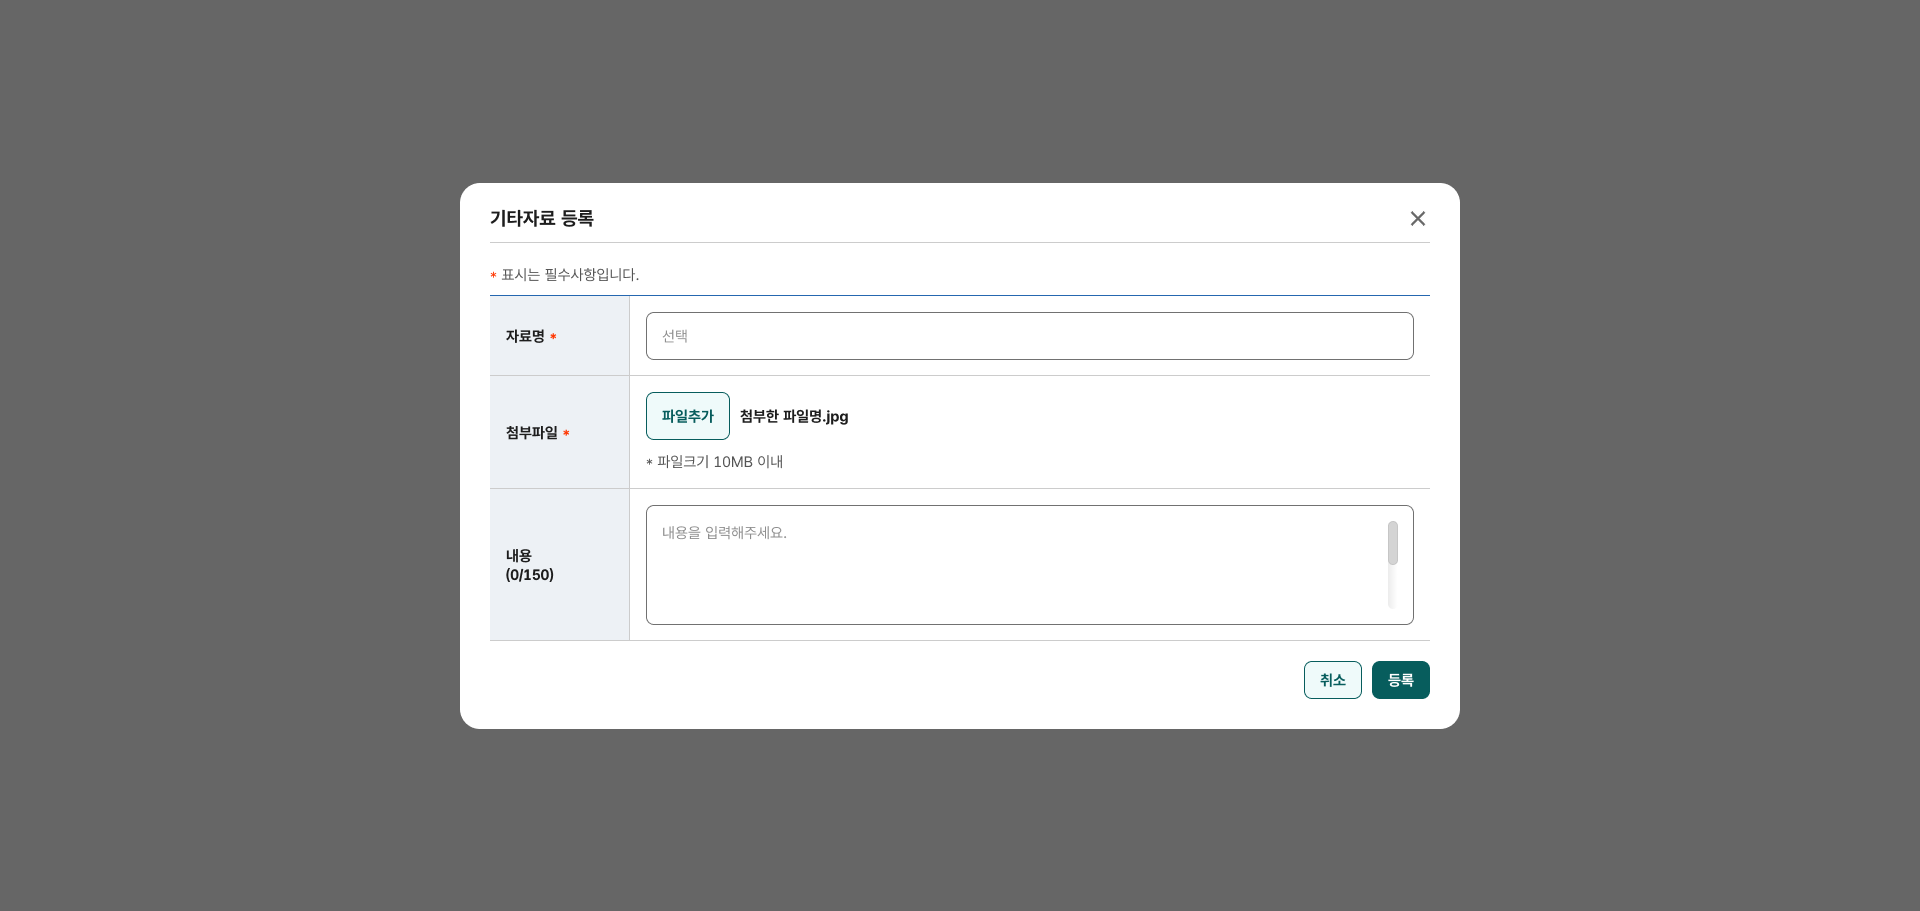 기타자료 등록
* 표시는 필수사항입니다.
자료명 *
선택
첨부파일 *
파일추가 첨부한 파일명.jpg
* 파일크기 10MB 이내
내용
(0/150)
내용을 입력해주세요.
취소 등록